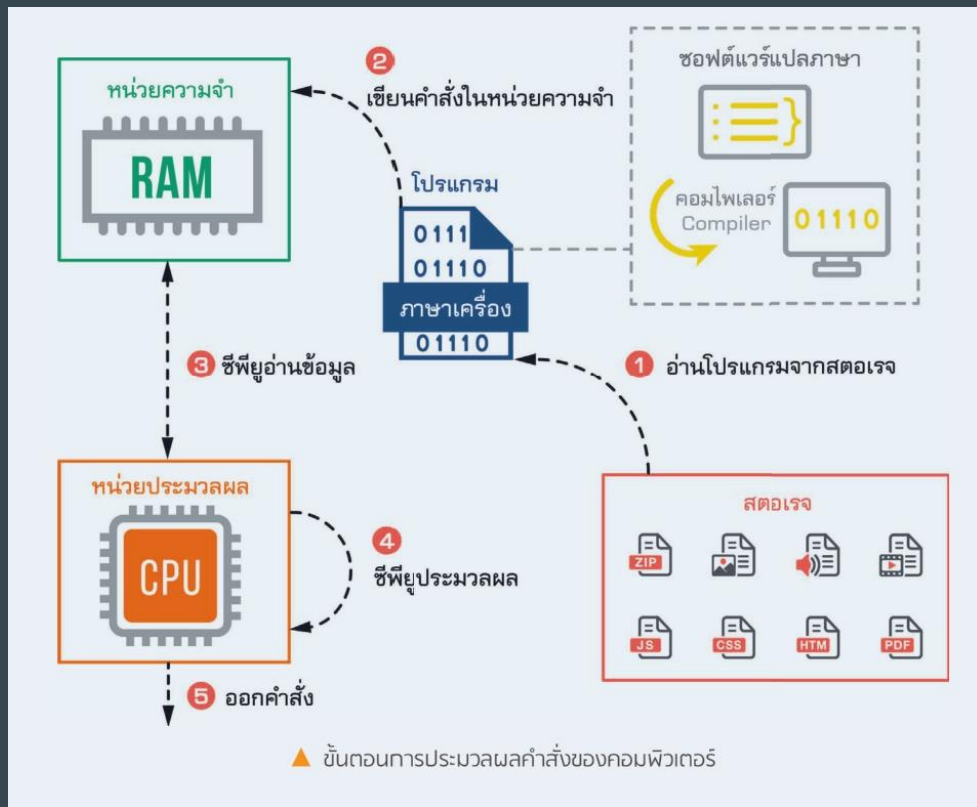 หน่วยความจำ
RAM
2
เขียนคำสั่งในหน่วยความจำ
ซอฟต์แวร์แปลภาษา
คอมไพเลอร์
Compiler
01110
โปรแกรม
0111
01110
ภาษาเครื่อง
01110
3 ซีพียูอ่านข้อมูล
1 อ่านโปรแกรมจากสตอเรจ
หน่วยประมวลผล
CPU
4
ซีพียูประมวลผล
5 ออกคำสั่ง
สตอเรจ
ZIP
JS CSS HTM PDF
▲ ขั้นตอนการประมวลผลคำสั่งของคอมพิวเตอร์